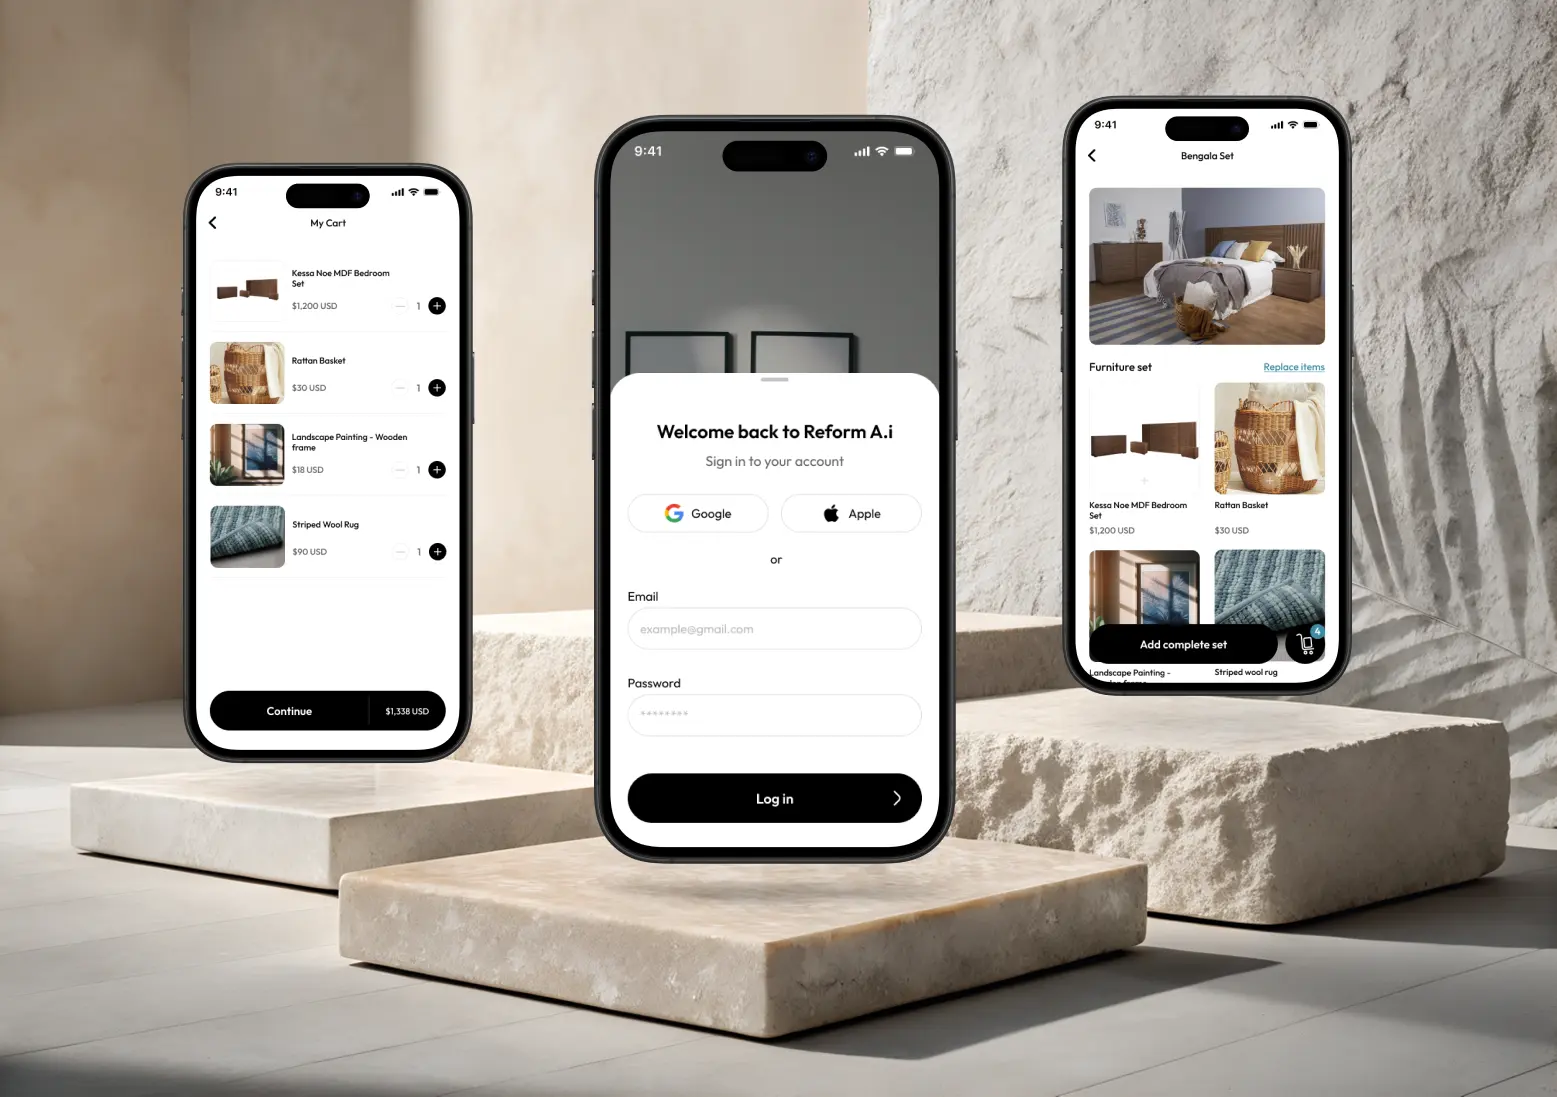 9:41
My Cart
Kessa Noe MDF Bedroom
Set
$1,200 USD
1
Rattan Basket
$30 USD
1
Landscape Painting - Wooden
frame
$18 USD
1
Striped Wool Rug
$90 USD
1
Continue
$1,338 USD
9:41
Welcome back to Reform A.i
Sign in to your account
Google
Apple
or
Email
example@gmail.com
Password
********
Log in
9:41
Bengala Set
Furniture set
Replace items
Kessa Noe MDF Bedroom
Set
$1,200 USD
Rattan Basket
$30 USD
Add complete set
4
Landscape Painting -
Striped wool rug